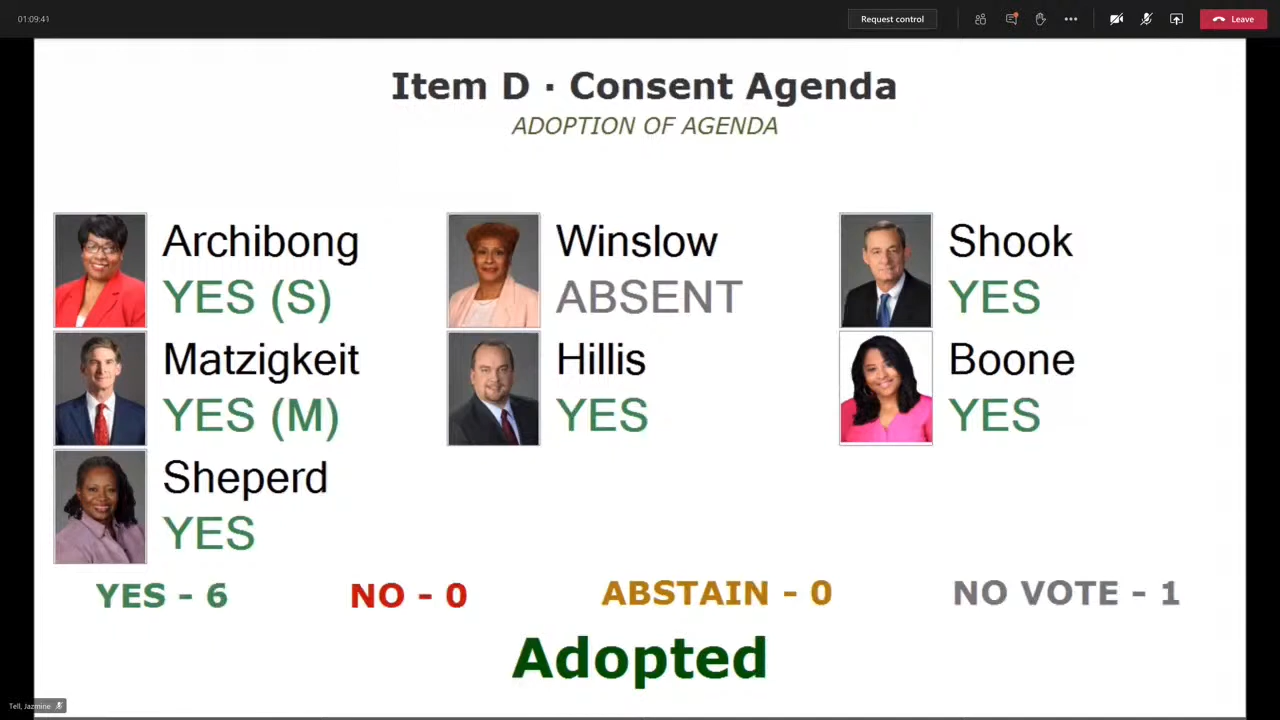 01:09:41
Request control
Leave
Item D · Consent Agenda
ADOPTION OF AGENDA
Archibong
YES (S)
Winslow
ABSENT
Shook
YES
Matzigkeit
YES (M)
Hillis
YES
Boone
YES
Sheperd
YES
YES - 6
NO - 0
ABSTAIN - 0
NO VOTE - 1
Adopted
Tell, Jazmine